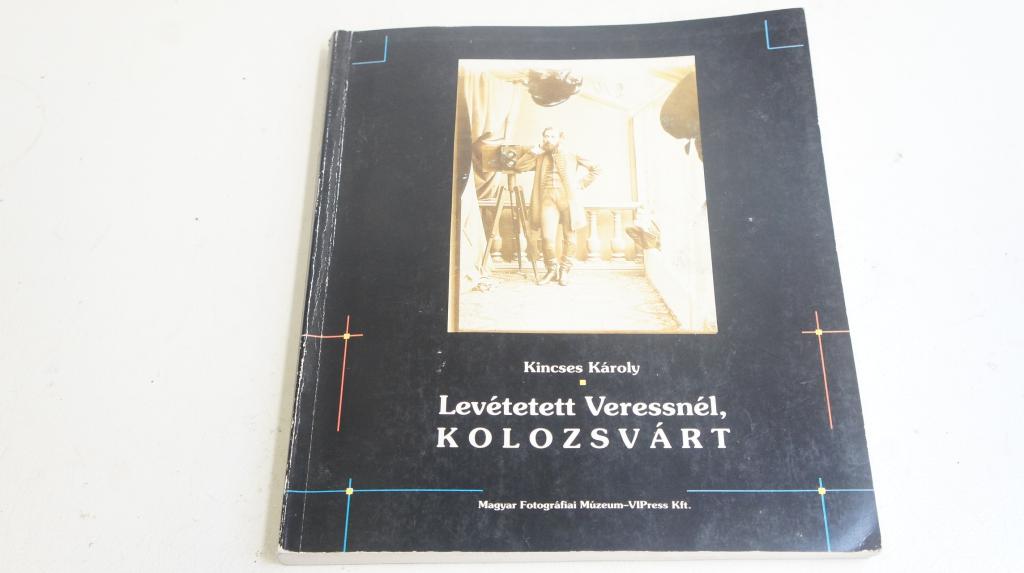 Kincses Károly
Levétetett Veressnél,
KOLOZSVÁRT
Magyar Fotográfiai Múzeum–VIPress Kft.